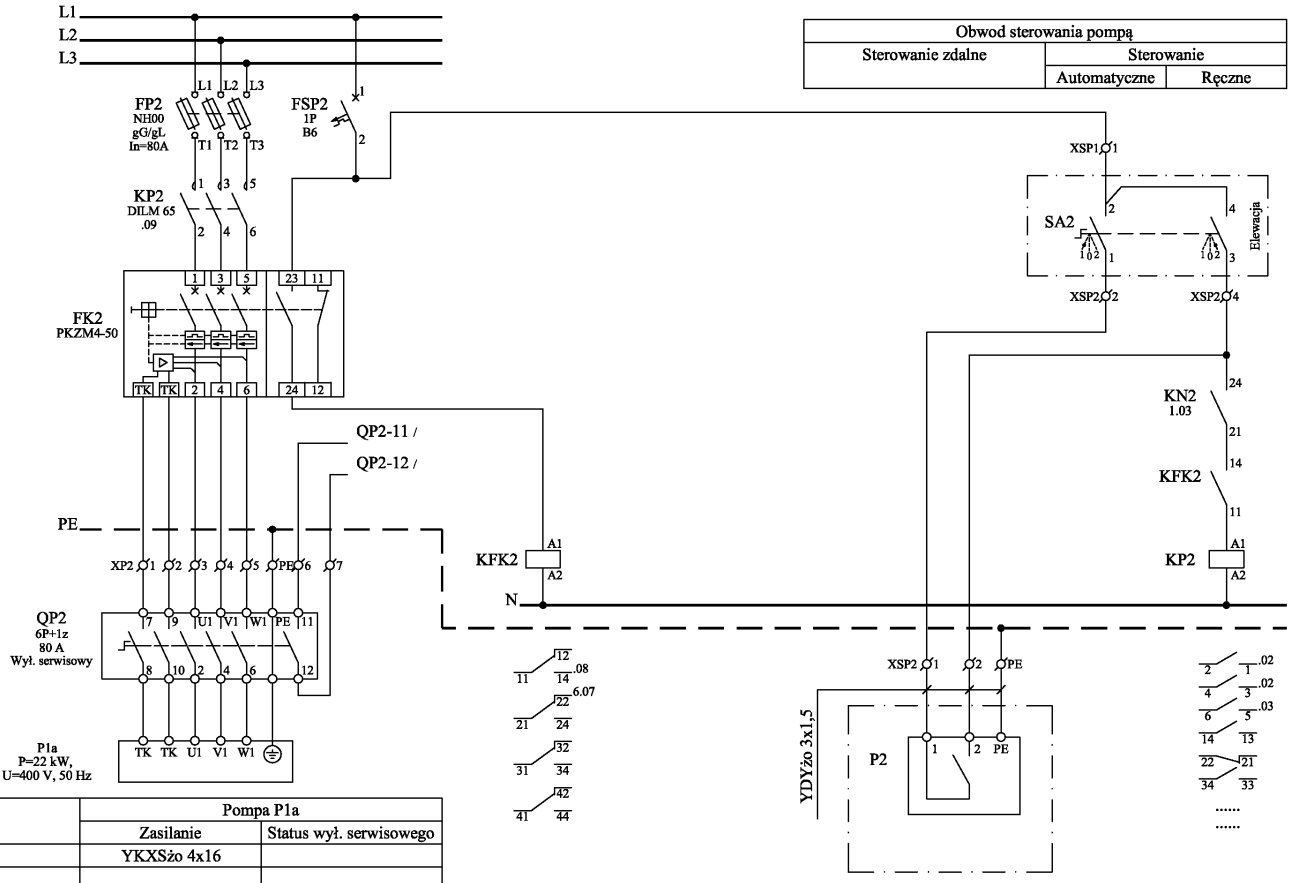 L1
L2
L3
Obwod sterowania pompą
Sterowanie zdalne
Sterowanie
Automatyczne
Ręczne
FP2
NH00
gG/gL
In=80A
L1
L2
L3
T1
T2
T3
FSP2
1P
B6
1
2
XSP1
1
KP2
DILM 65
.09
1
3
5
2
4
6
SA2
2
4
1 0 2
1 0 2
1
3
Elewacja
FK2
PKZM4-50
1
3
5
23
11
TK
TK
2
4
6
24
12
XSP2
2
XSP2
4
KN2
1.03
24
21
KFK2
14
11
QP2-11 /
QP2-12 /
PE
XP2
1
2
3
4
5
PE
6
7
KFK2
A1
A2
KP2
A1
A2
N
QP2
6P+1z
80 A
Wył. serwisowy
7
9
U1
V1
W1
PE
11
8
10
2
4
6
12
P1a
P=22 kW,
U=400 V, 50 Hz
TK
TK
U1
V1
W1
12
11
14
.08
22
6.07
21
24
32
31
34
42
41
44
XSP2
1
2
PE
YDYżo 3x1,5
P2
1
2
PE
2
1
.02
4
3
.02
6
5
.03
14
13
22
21
34
33
......
......
Pompa P1a
Zasilanie
Status wył. serwisowego
YKXSżo 4x16